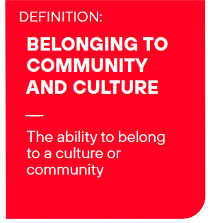 DEFINITION:
BELONGING TO
COMMUNITY
AND CULTURE
The ability to belong
to a culture or
community